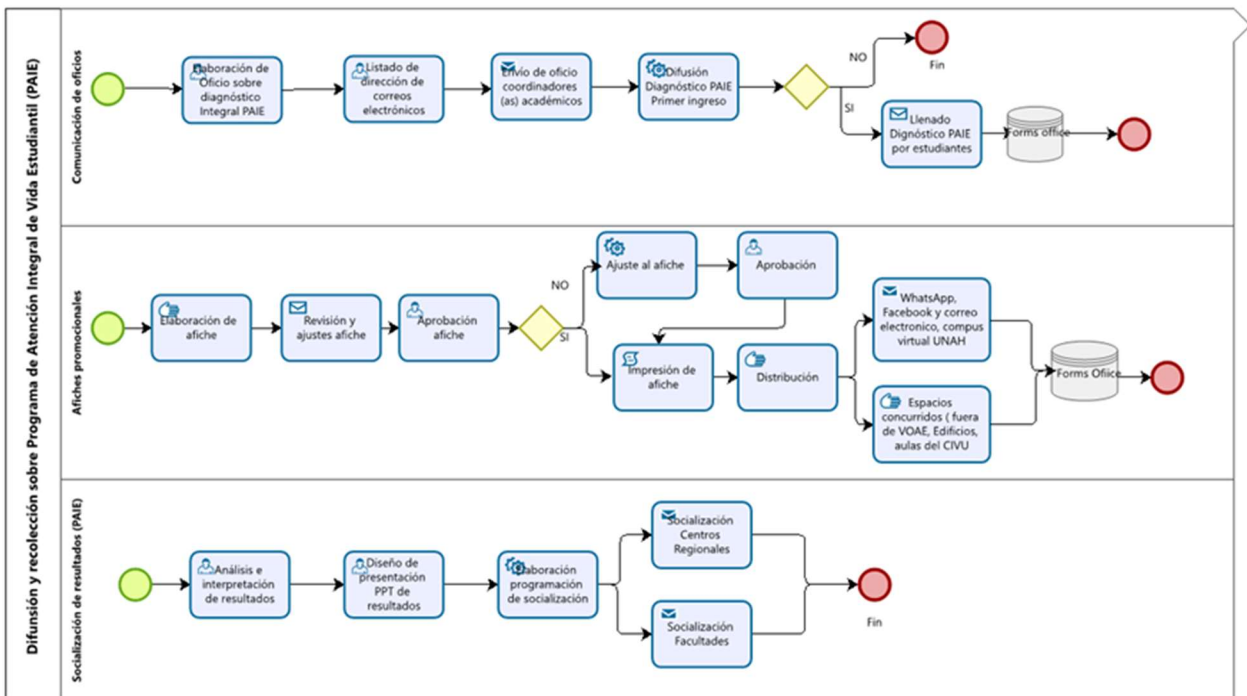 Difunsión y recolección sobre Programa de Atención Integral de Vida Estudiantil (PAIE)
Comunicación de oficios
Elaboración de
Oficio sobre
diagnóstico
Integral PAIE
Listado de
dirección de
correos
electrónicos
Envío de oficio
coordinadores
(as) académicos
Difusión
Diagnóstico PAIE
Primer ingreso
NO
Fin
SI
Llenado
Dignóstico PAIE
por estudiantes
Forms office
Afiches promocionales
Elaboración de
afiche
Revisión y
ajustes afiche
Aprobación
afiche
NO
SI
Ajuste al afiche
Aprobación
Impresión de
afiche
Distribución
WhatsApp,
Facebook y correo
electronico, compus
virtual UNAH
Espacios
concurridos ( fuera
de VOAE, Edificios,
aulas del CIVU
Forms Ofiice
Socialización de resultados (PAIE)
Análisis e
interpretación
de resultados
Diseño de
presentación
PPT de
resultados
Elaboración
programación
de socialización
Socialización
Centros
Regionales
Socialización
Facultades
Fin